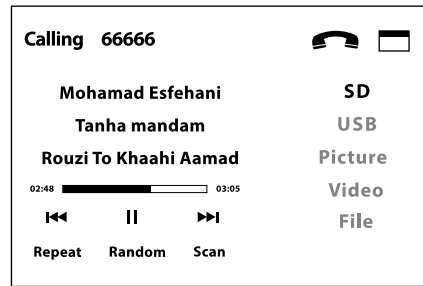 Calling 66666
Mohamad Esfehani
Tanha mandam
Rouzi To Khaahi Aamad
02:48 03:05
Repeat Random Scan
SD
USB
Picture
Video
File